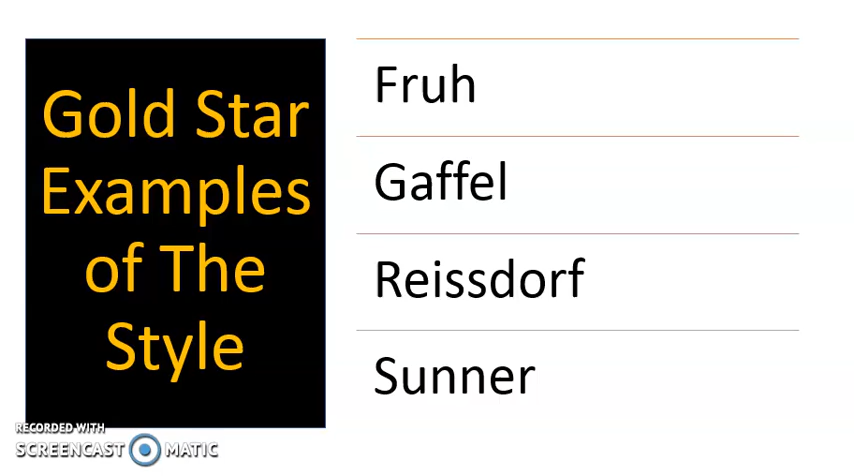 Gold Star
Examples
of The
Style
Fruh
Gaffel
Reissdorf
Sunner
RECORDED WITH
SCREENCAST MATIC